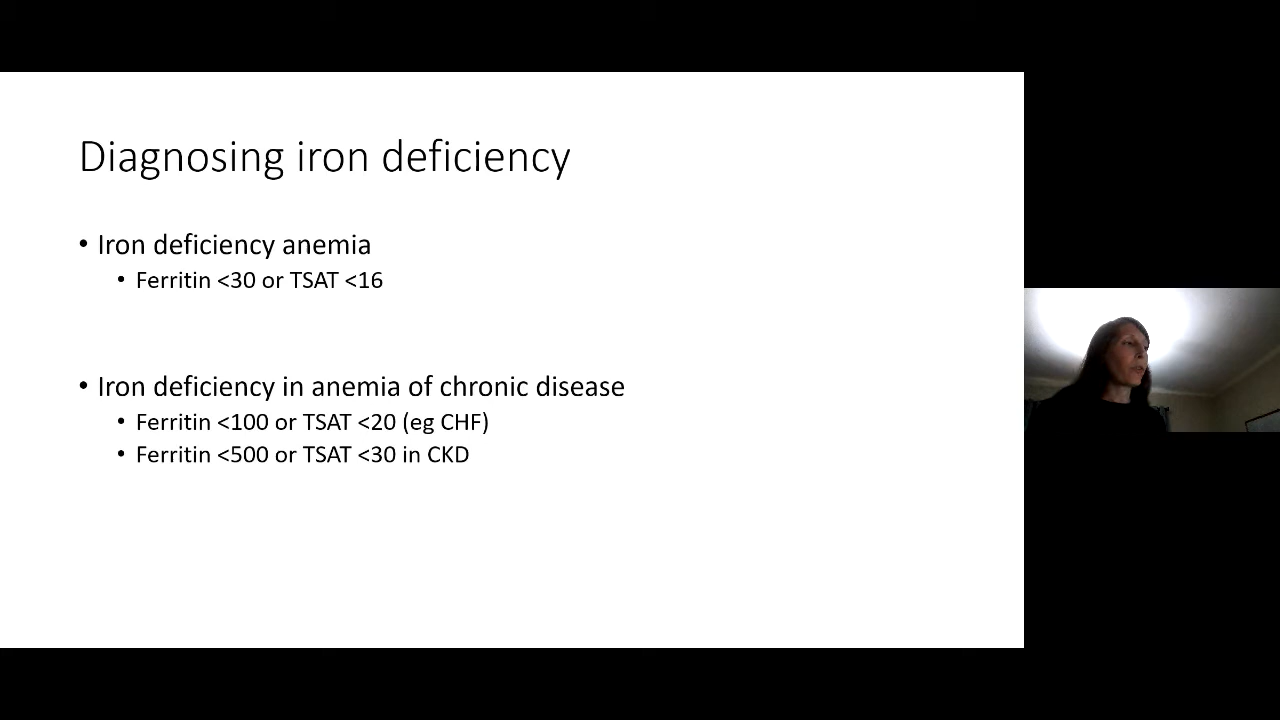 Diagnosing iron deficiency
• Iron deficiency anemia
• Ferritin <30 or TSAT <16
• Iron deficiency in anemia of chronic disease
• Ferritin <100 or TSAT <20 (eg CHF)
• Ferritin <500 or TSAT <30 in CKD